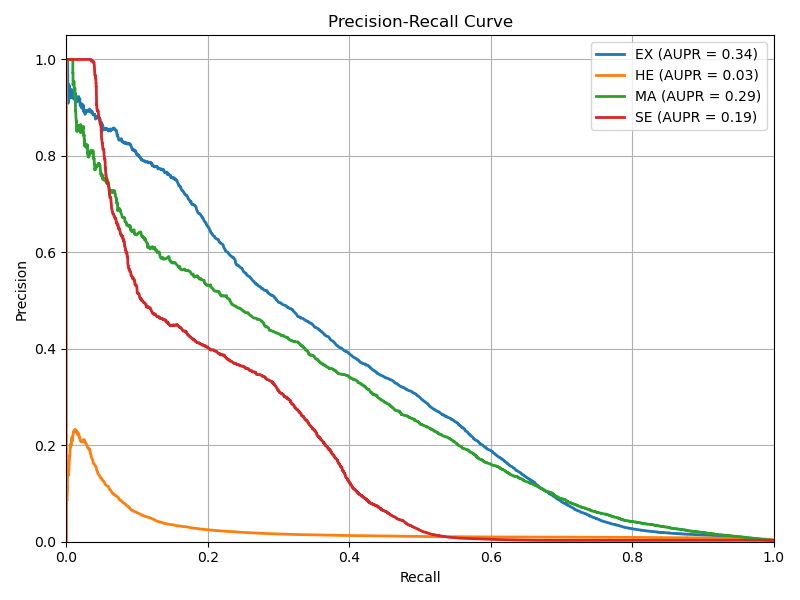 Precision-Recall Curve
EX (AUPR = 0.34)
HE (AUPR = 0.03)
MA (AUPR = 0.29)
SE (AUPR = 0.19)
Precision
1.0
0.8
0.6
0.4
0.2
0.0
0.0 0.2 0.4 0.6 0.8 1.0
Recall